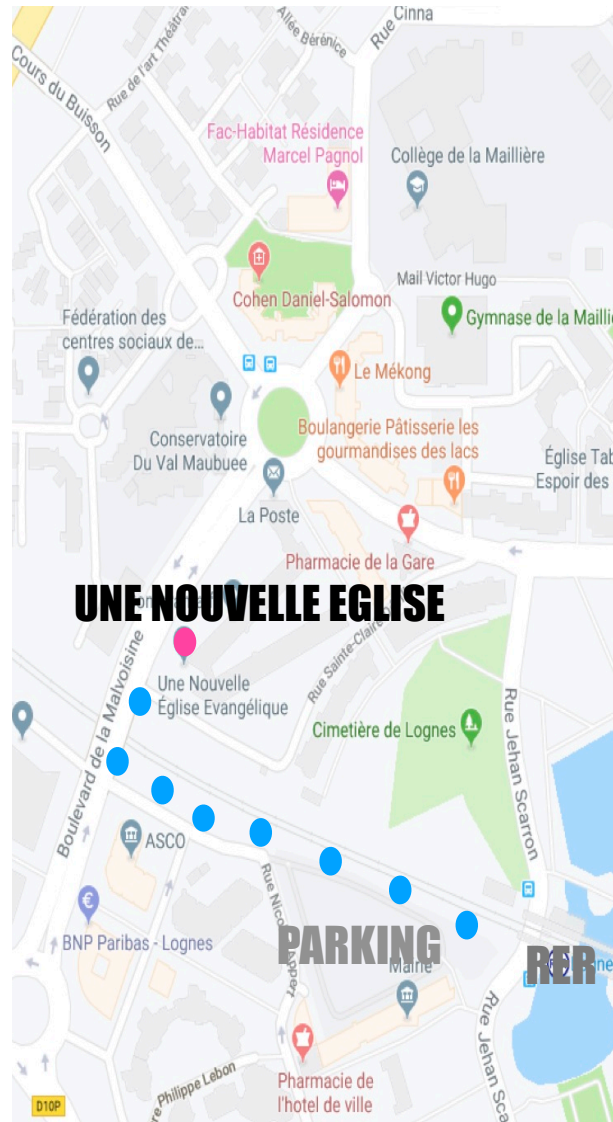 Cinna
Allée Bérénice
Rue
Rue de l'art Théâtral
Cours du Buisson
Fac-Habitat Résidence
Marcel Pagnol
Collège de la Maillière
Mail Victor Hugo
Cohen Daniel-Salomon
Gymnase de la Mailli
Fédération des
centres sociaux de...
Le Mékong
Conservatoire
Du Val Maubuee
Boulangerie Pâtisserie les
gourmandises des lacs
Église Tab
Espoir des
La Poste
Pharmacie de la Gare
UNE NOUVELLE EGLISE
Rue Sainte-Claire
Une Nouvelle
Église Evangélique
Boulevard de la Malvoisine
Cimetière de Lognes
Rue Jehan Scarron
ASCO
Rue
BNP Paribas - Lognes
PARKING
Mairie
RER
Rue Jehan Sca
Pharmacie de
l'hotel de ville
Philippe Lebon
D10P